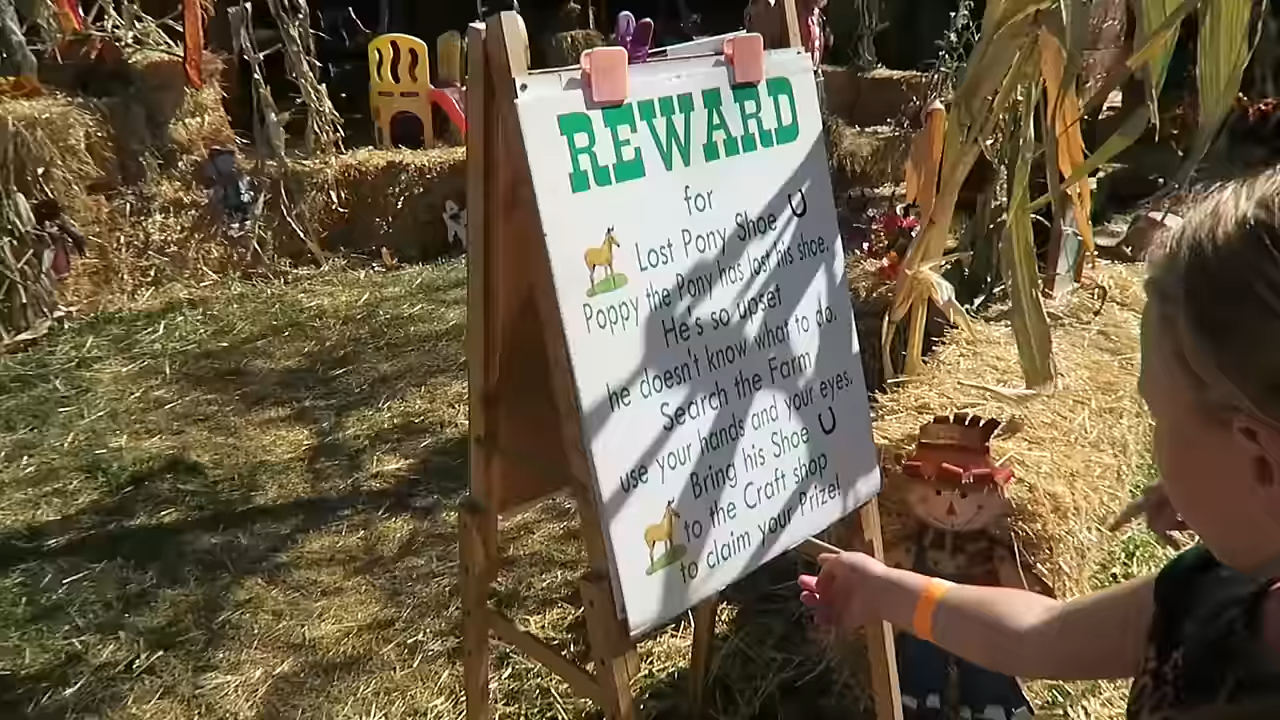 REWARD
for
Lost Pony Shoe
Poppy the Pony has lost his shoe.
He's so upset
he doesn't know what to do.
Search the Farm
use your hands and your eyes.
Bring his Shoe
to the Craft shop
to claim your Prize!